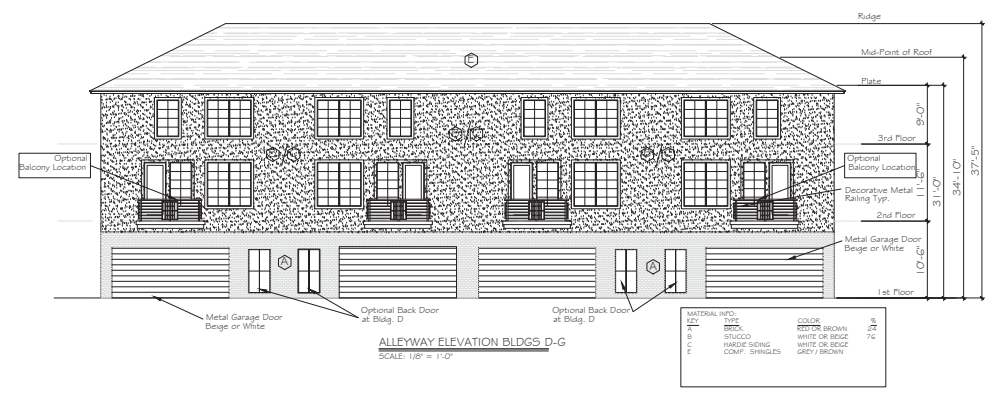 Ridge
Mid-Point of Roof
E
Plate
9'-0"
37'-5"
B/C
3rd Floor
B/C
B/C
Optional
Balcony Location
Optional
Balcony Location
11'-6"
31'-0"
34'-10"
Decorative Metal
Railing Typ.
2nd Floor
Metal Garage Door
Beige or White
10'-6"
A
A
1st Floor
Metal Garage Door
Beige or White
Optional Back Door
at Bldg. D
Optional Back Door
at Bldg. D
ALLEYWAY ELEVATION BLDGS D-G
SCALE: 1/8" = 1'-0"
MATERIAL INFO:
KEY TYPE COLOR %
A BRICK RED OR BROWN 24
B STUCCO WHITE OR BEIGE 76
C HARDIE SIDING WHITE OR BEIGE
E COMP. SHINGLES GREY / BROWN